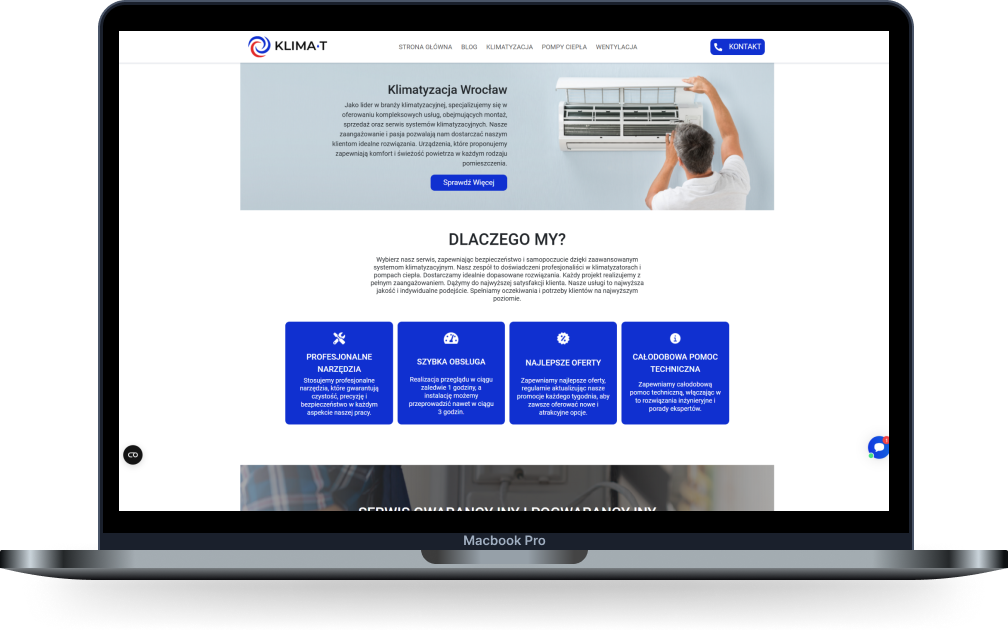 KLIMA·T
STRONA GŁÓWNA BLOG KLIMATYZACJA POMPY CIEPŁA WENTYLACJA
KONTAKT
Klimatyzacja Wrocław
Jako lider w branży klimatyzacyjnej, specjalizujemy się w
oferowaniu kompleksowych usług, obejmujących montaż,
sprzedaż oraz serwis systemów klimatyzacyjnych. Nasze
zaangażowanie i pasja pozwalają nam dostarczać naszym
klientom idealne rozwiązania. Urządzenia, które proponujemy
zapewniają komfort i świeżość powietrza w każdym rodzaju
pomieszczenia.
Sprawdź Więcej
DLACZEGO MY?
Wybierz nasz serwis, zapewniając bezpieczeństwo i samopoczucie dzięki zaawansowanym
systemom klimatyzacyjnym. Nasz zespół to doświadczeni profesjonaliści w klimatyzatorach i
pompach ciepła. Dostarczamy idealnie dopasowane rozwiązania. Każdy projekt realizujemy z
pełnym zaangażowaniem. Dążymy do najwyższej satysfakcji klienta. Nasze usługi to najwyższa
jakość i indywidualne podejście. Spełniamy oczekiwania i potrzeby klientów na najwyższym
poziomie.
PROFESJONALNE
NARZĘDZIA
Stosujemy profesjonalne
narzędzia, które gwarantują
czystość, precyzję i
bezpieczeństwo w każdym
aspekcie naszej pracy.
SZYBKA OBSŁUGA
Realizacja przeglądu w ciągu
zaledwie 1 godziny, a
instalację możemy
przeprowadzić nawet w ciągu
3 godzin.
NAJLEPSZE OFERTY
Zapewniamy najlepsze oferty,
regularnie aktualizując nasze
promocje każdego tygodnia, aby
zawsze oferować nowe i
atrakcyjne opcje.
CAŁODOBOWA POMOC
TECHNICZNA
Zapewniamy całodobową
pomoc techniczną, włączając w
to rozwiązania inżynieryjne i
porady ekspertów.
1
SERWIS GWARANCYJNY I POGWARANCYJNY
Macbook Pro